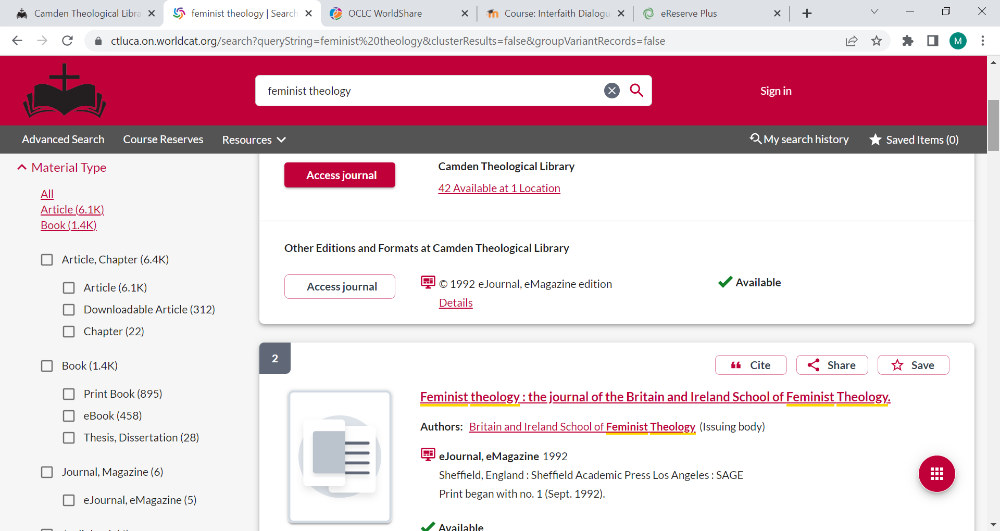 Camden Theological Libra
feminist theology | Search
OCLC WorldShare
Course: Interfaith Dialogu
eReserve Plus
ctluca.on.worldcat.org/search?queryString=feminist%20theology&clusterResults=false&groupVariantRecords=false
M
feminist theology
Sign in
Advanced Search
Course Reserves
Resources
My search history
Saved Items (0)
Material Type
All
Article (6.1K)
Book (1.4K)
Article, Chapter (6.4K)
Article (6.1K)
Downloadable Article (312)
Chapter (22)
Book (1.4K)
Print Book (895)
eBook (458)
Thesis, Dissertation (28)
Journal, Magazine (6)
eJournal, eMagazine (5)
Access journal
Camden Theological Library
42 Available at 1 Location
Other Editions and Formats at Camden Theological Library
Access journal
© 1992 eJournal, eMagazine edition
Available
Details
2
Cite
Share
Save
Feminist theology : the journal of the Britain and Ireland School of Feminist Theology.
Authors: Britain and Ireland School of Feminist Theology (Issuing body)
eJournal, eMagazine 1992
Sheffield, England : Sheffield Academic Press Los Angeles : SAGE
Print began with no. 1 (Sept. 1992).
Available